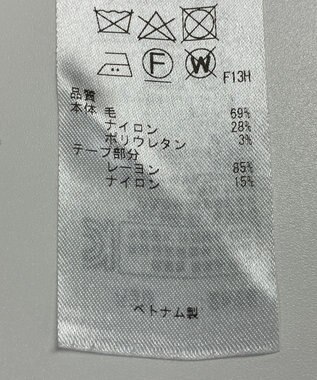 F
W
F13H
品質
本体 毛 69%
ナイロン 28%
ポリウレタン 3%
テープ部分
レーヨン 85%
ナイロン 15%
ベトナム製